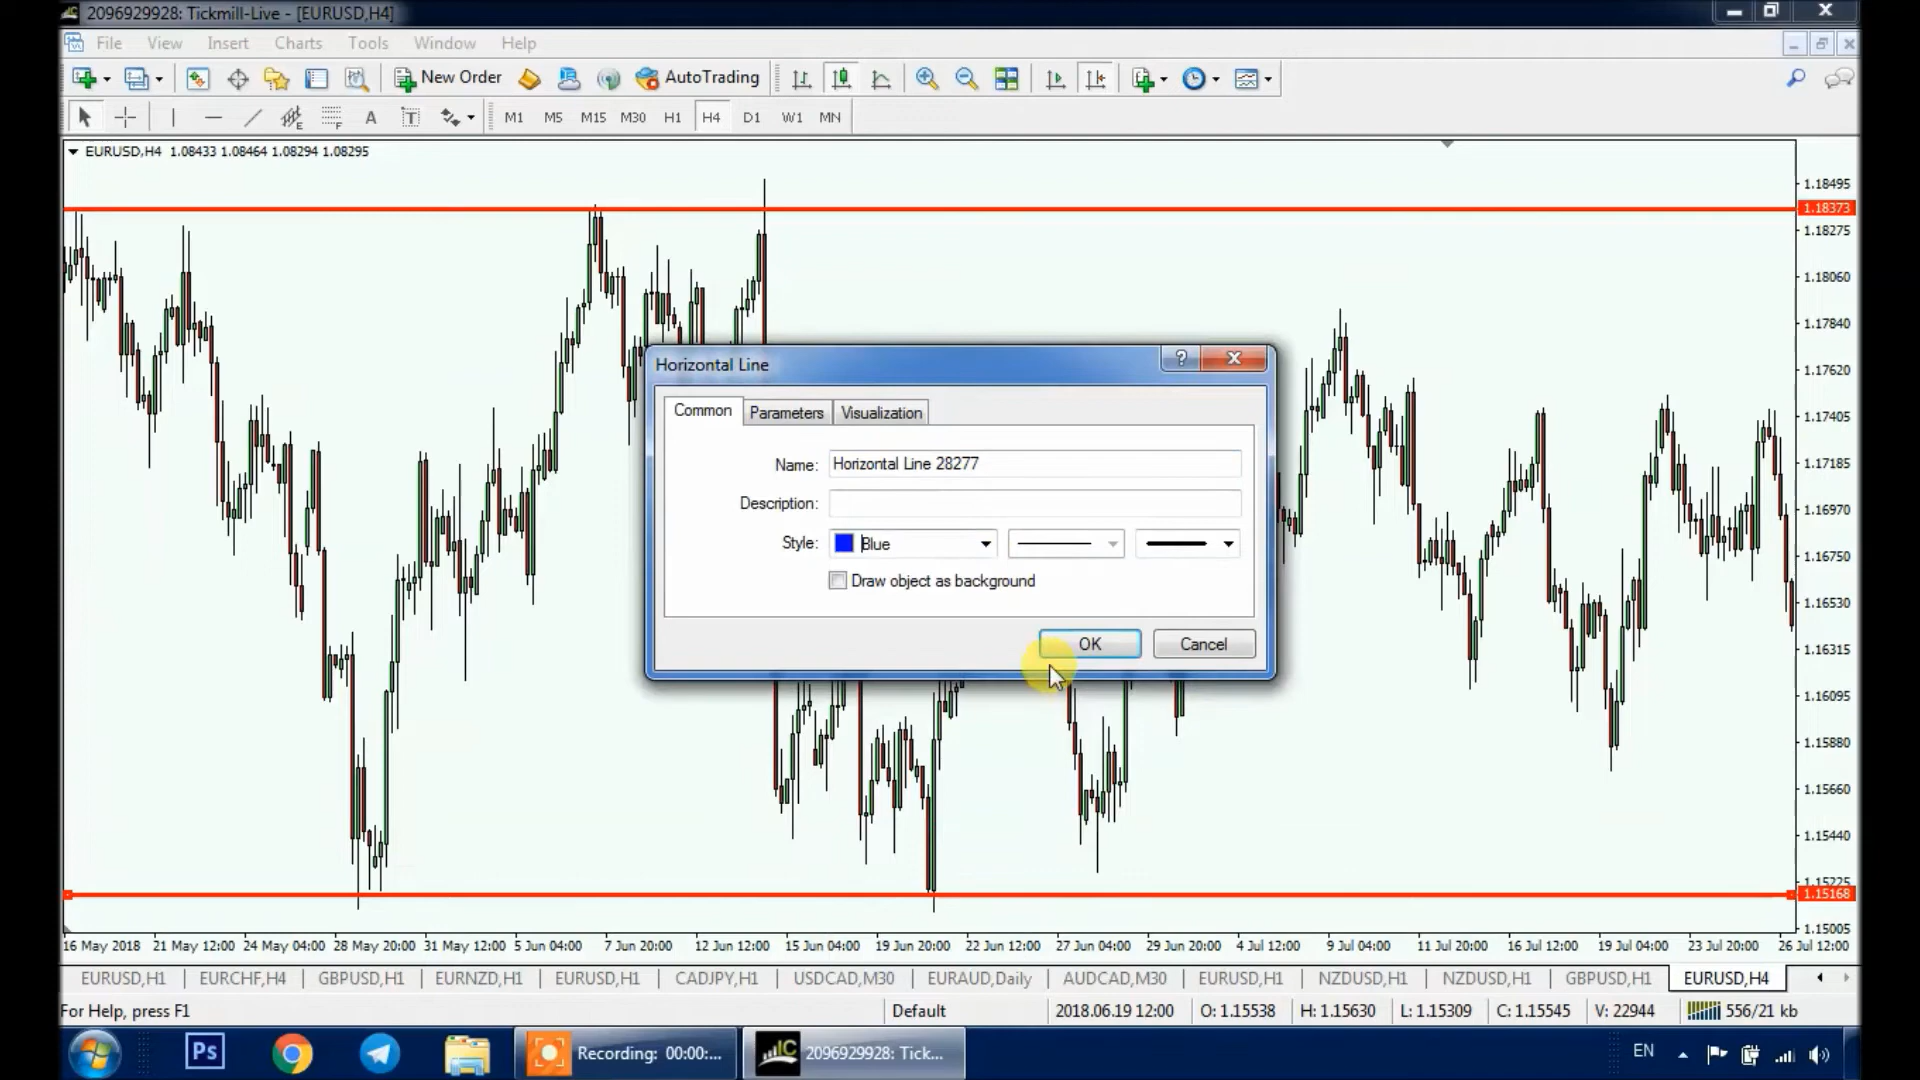 2096929928: Tickmill-Live - [EURUSD,H4]
File View Insert Charts Tools Window Help
New Order AutoTrading
E F A T M1 M5 M15 M30 H1 H4 D1 W1 MN
EURUSD,H4 1.08433 1.08464 1.08294 1.08295
1.18495
1.18373
1.18275
1.18060
1.17840
1.17620
1.17405
1.17185
1.16970
1.16750
1.16530
1.16315
1.16095
1.15880
1.15660
1.15440
1.15225
1.15168
1.15005
Horizontal Line
?
Common Parameters Visualization
Name: Horizontal Line 28277
Description:
Style: Blue
Draw object as background
OK Cancel
16 May 2018 21 May 12:00 24 May 04:00 28 May 20:00 31 May 12:00 5 Jun 04:00 7 Jun 20:00 12 Jun 12:00 15 Jun 04:00 19 Jun 20:00 22 Jun 12:00 27 Jun 04:00 29 Jun 20:00 4 Jul 12:00 9 Jul 04:00 11 Jul 20:00 16 Jul 12:00 19 Jul 04:00 23 Jul 20:00 26 Jul 12:00
EURUSD,H1 EURCHF,H4 GBPUSD,H1 EURNZD,H1 EURUSD,H1 CADJPY,H1 USDCAD,M30 EURAUD,Daily AUDCAD,M30 EURUSD,H1 NZDUSD,H1 NZDUSD,H1 GBPUSD,H1 EURUSD,H4
For Help, press F1 Default 2018.06.19 12:00 O: 1.15538 H: 1.15630 L: 1.15309 C: 1.15545 V: 22944 556/21 kb
Ps Recording: 00:00:... IC 2096929928: Tick... EN